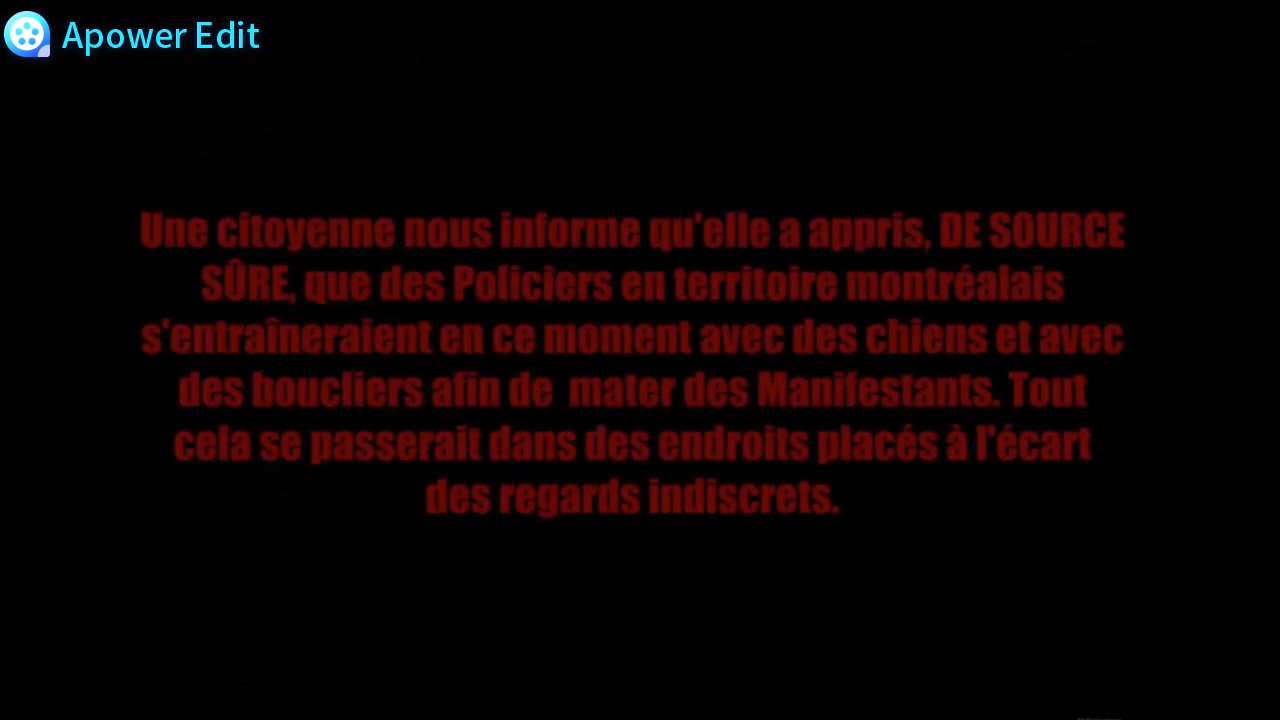 Apower Edit
Une citoyenne nous informe qu'elle a appris, DE SOURCE
SÛRE, que des Policiers en territoire montréalais
s'entraîneraient en ce moment avec des chiens et avec
des boucliers afin de  mater des Manifestants. Tout
cela se passerait dans des endroits placés à l'écart
des regards indiscrets.